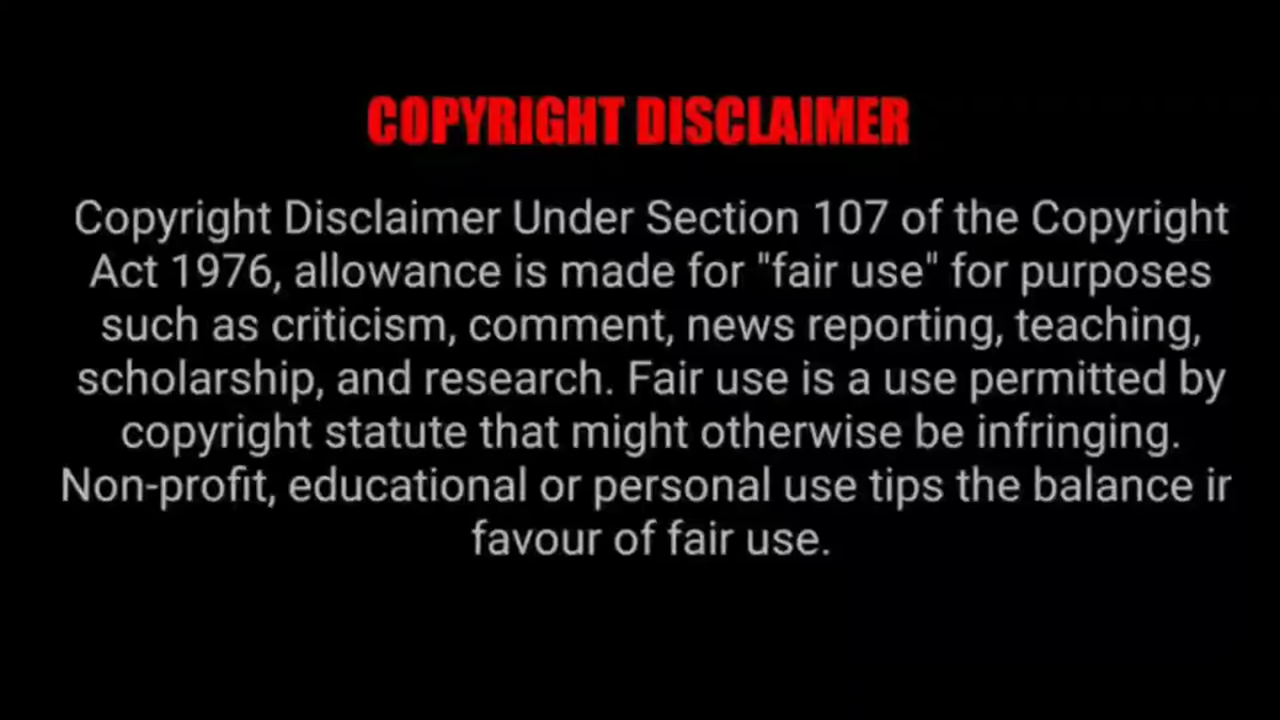 COPYRIGHT DISCLAIMER
Copyright Disclaimer Under Section 107 of the Copyright
Act 1976, allowance is made for "fair use" for purposes
such as criticism, comment, news reporting, teaching,
scholarship, and research. Fair use is a use permitted by
copyright statute that might otherwise be infringing.
Non-profit, educational or personal use tips the balance ir
favour of fair use.